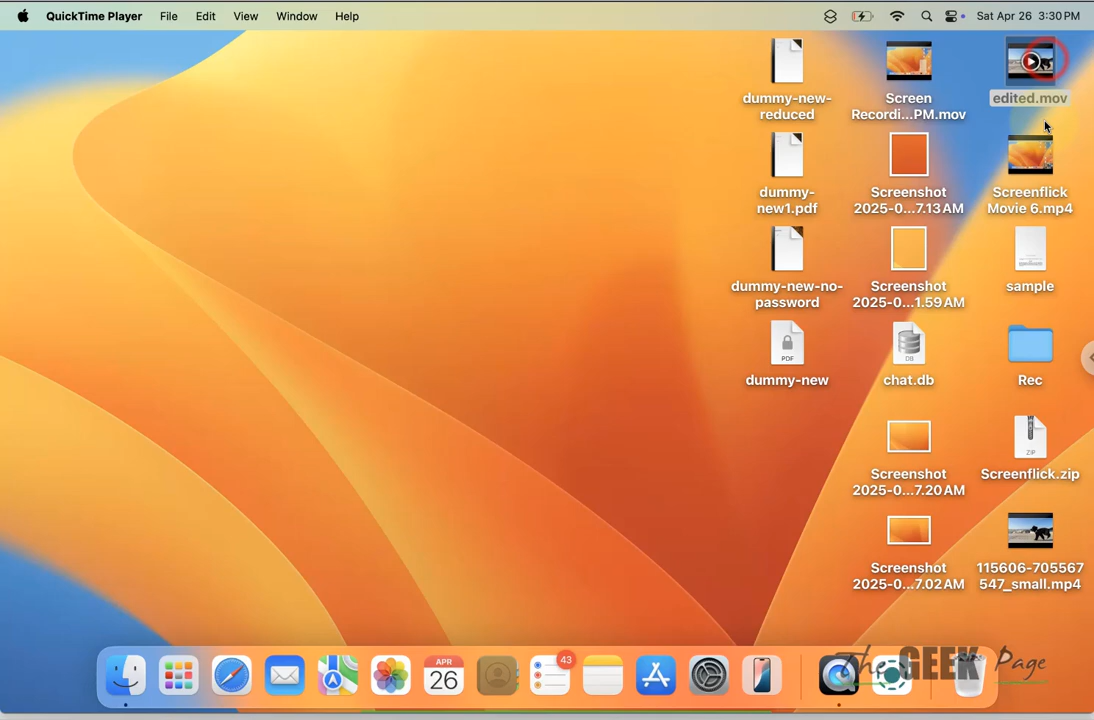 QuickTime Player File Edit View Window Help Sat Apr 26 3:30 PM
dummy-new-
reduced
Screen
Recordi...PM.mov
edited.mov
dummy-
new1.pdf
Screenshot
2025-0...7.13 AM
Screenflick
Movie 6.mp4
dummy-new-no-
password
Screenshot
2025-0...1.59 AM
sample
PDF
dummy-new
DB
chat.db
Rec
Screenshot
2025-0...7.20 AM
ZIP
Screenflick.zip
Screenshot
2025-0...7.02 AM
115606-705567
547_small.mp4
APR
26
43
The GEEK Page